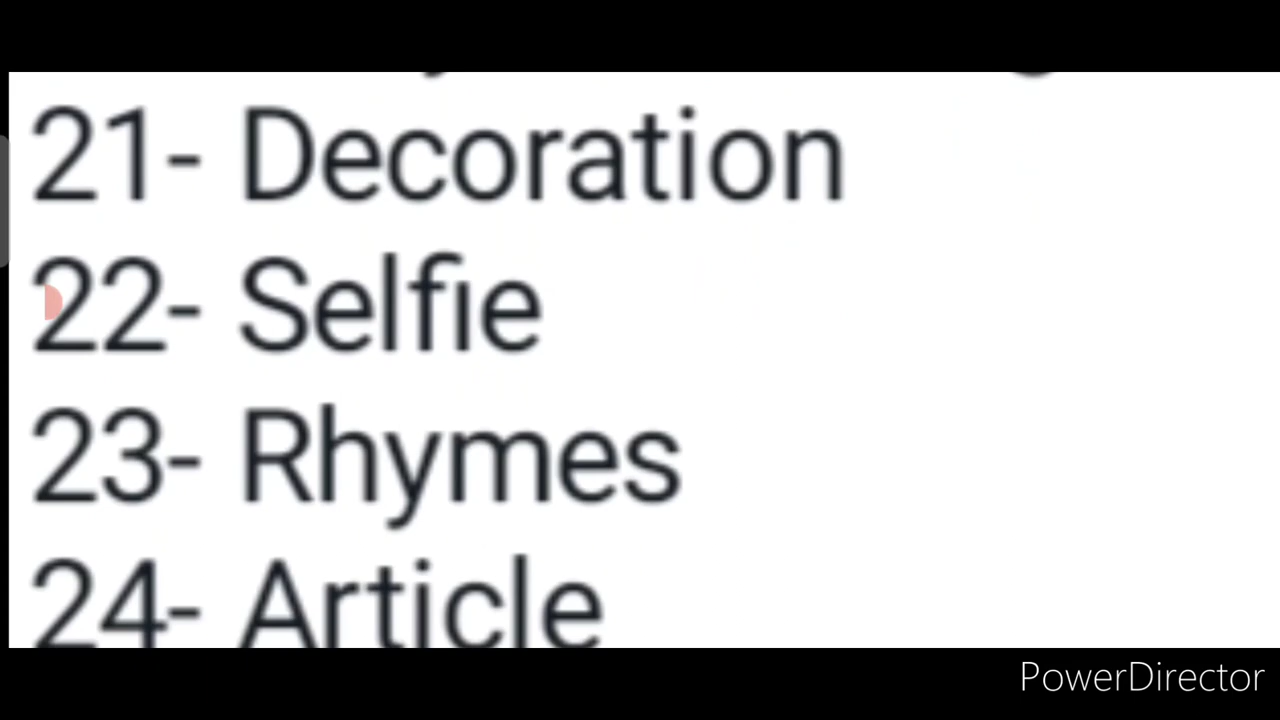 21- Decoration
22- Selfie
23- Rhymes
24- Article
PowerDirector